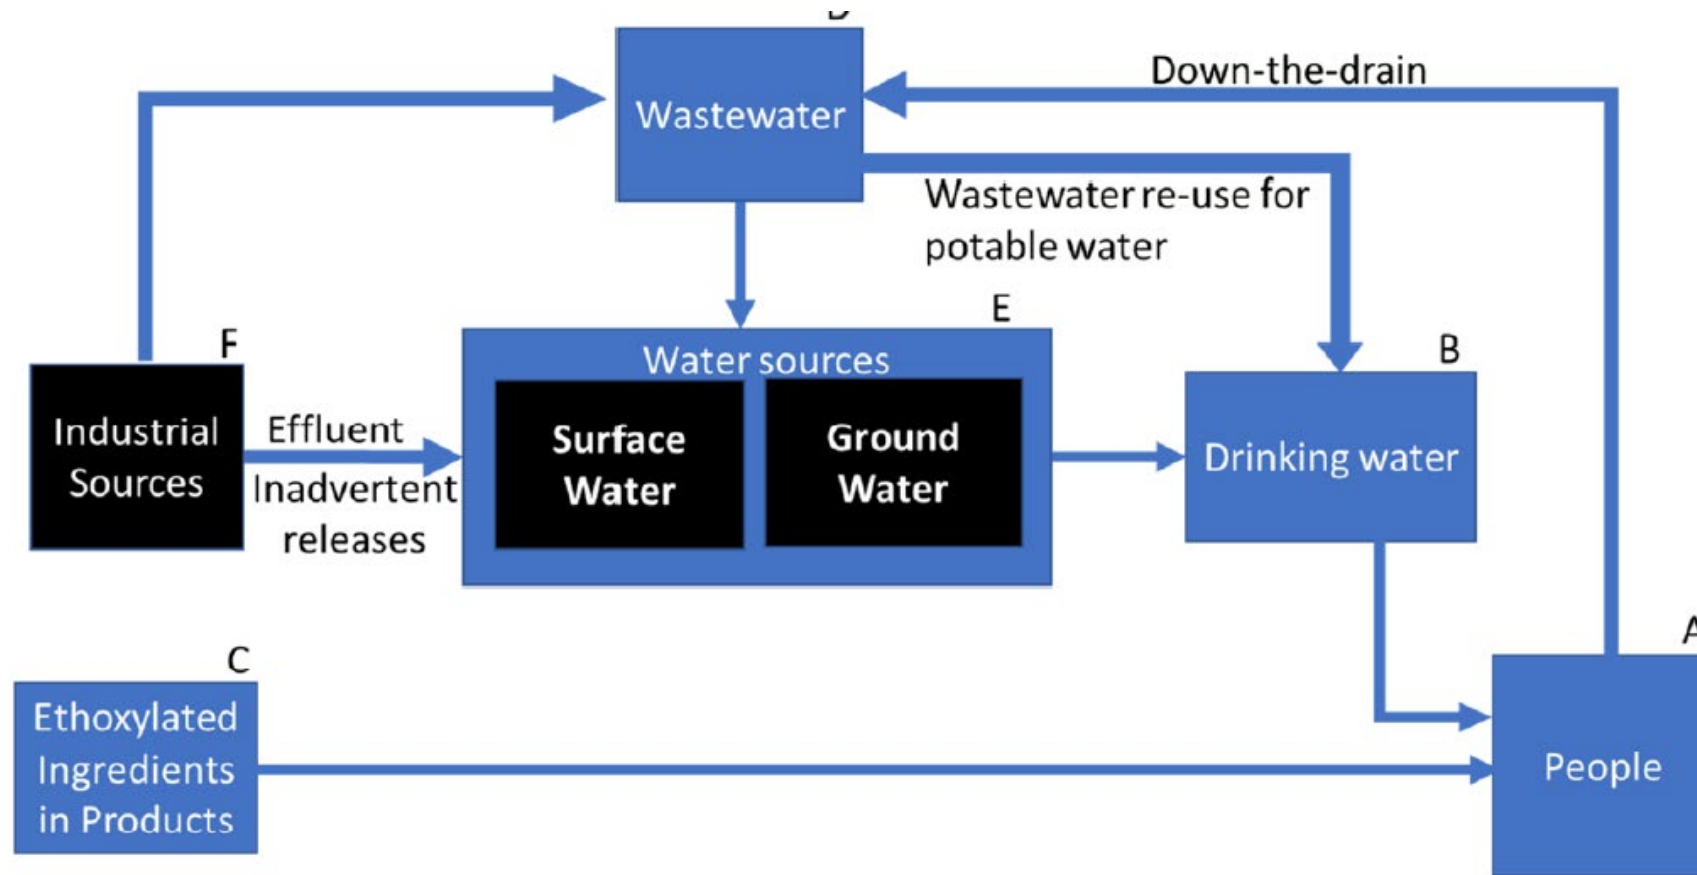 Wastewater
Down-the-drain
Wastewater re-use for
potable water
E
Water sources
Surface
Water
Ground
Water
F
Industrial
Sources
Effluent
Inadvertent
releases
B
Drinking water
C
Ethoxylated
Ingredients
in Products
A
People